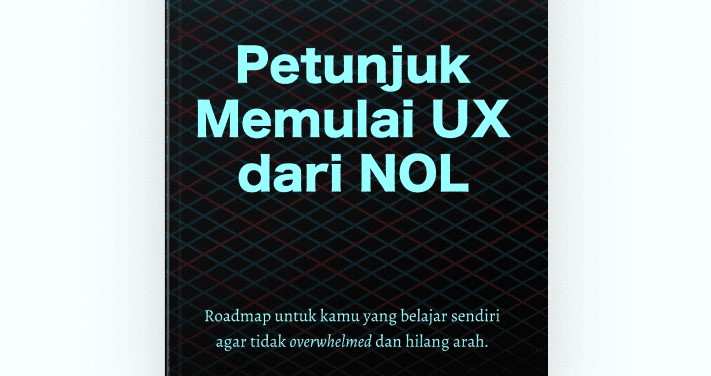 Petunjuk
Memulai UX
dari NOL
Roadmap untuk kamu yang belajar sendiri
agar tidak overwhelmed dan hilang arah.